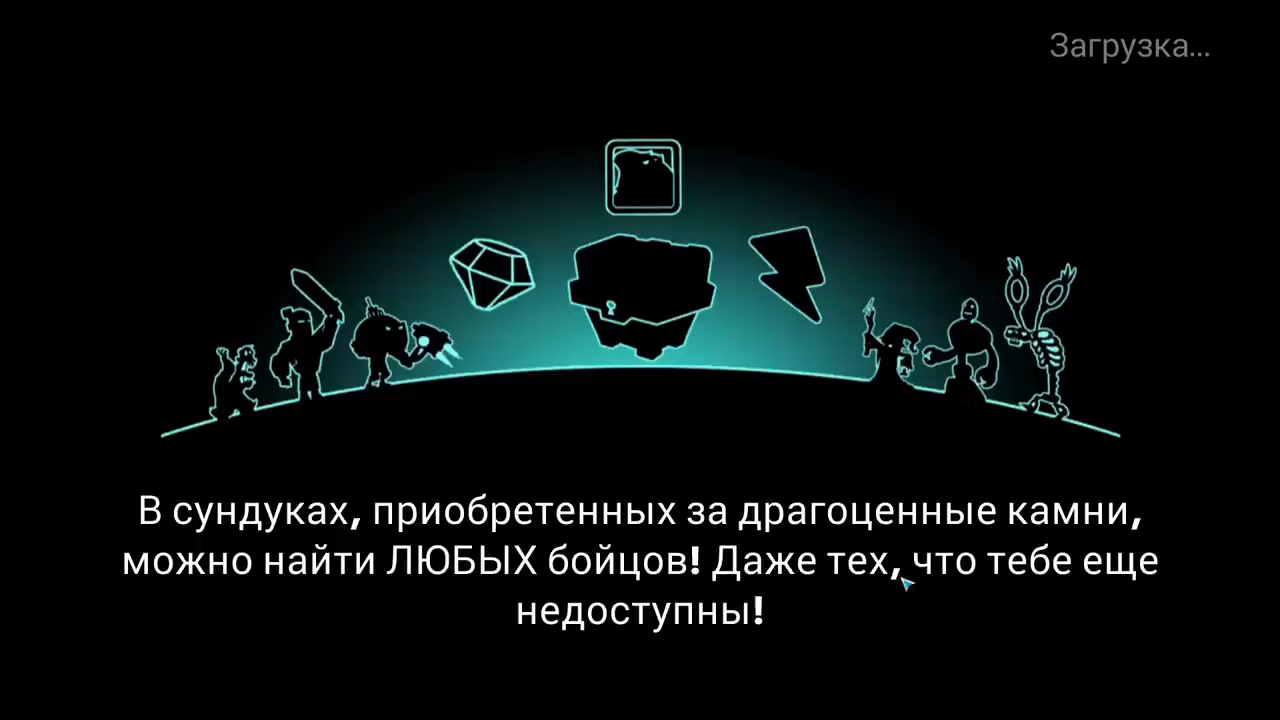 Загрузка...
В сундуках, приобретенных за драгоценные камни,
можно найти ЛЮБЫХ бойцов! Даже тех, что тебе еще
недоступны!